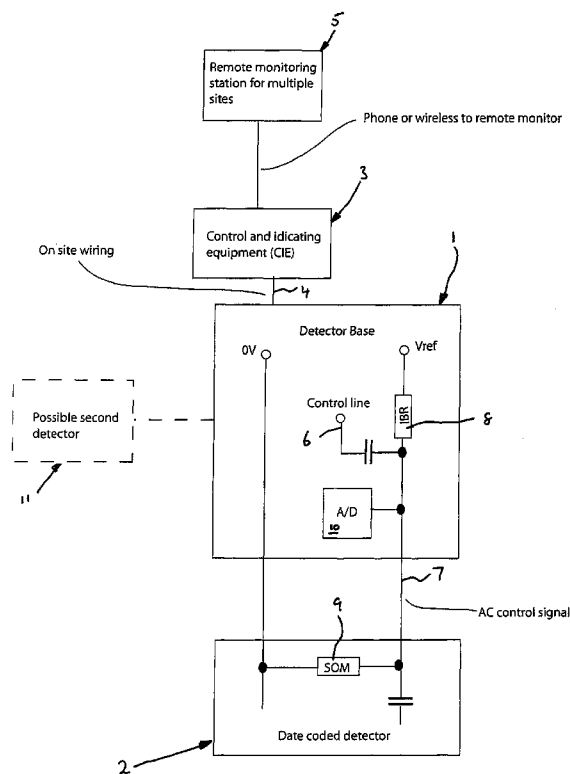 5
Remote monitoring
station for multiple
sites
Phone or wireless to remote monitor
3
Control and idicating
equipment (CIE)
On site wiring
4
1
Detector Base
0V
Vref
Control line
6
IBR
8
Possible second
detector
11
A/D
10
7
AC control signal
9
SOM
Date coded detector
2